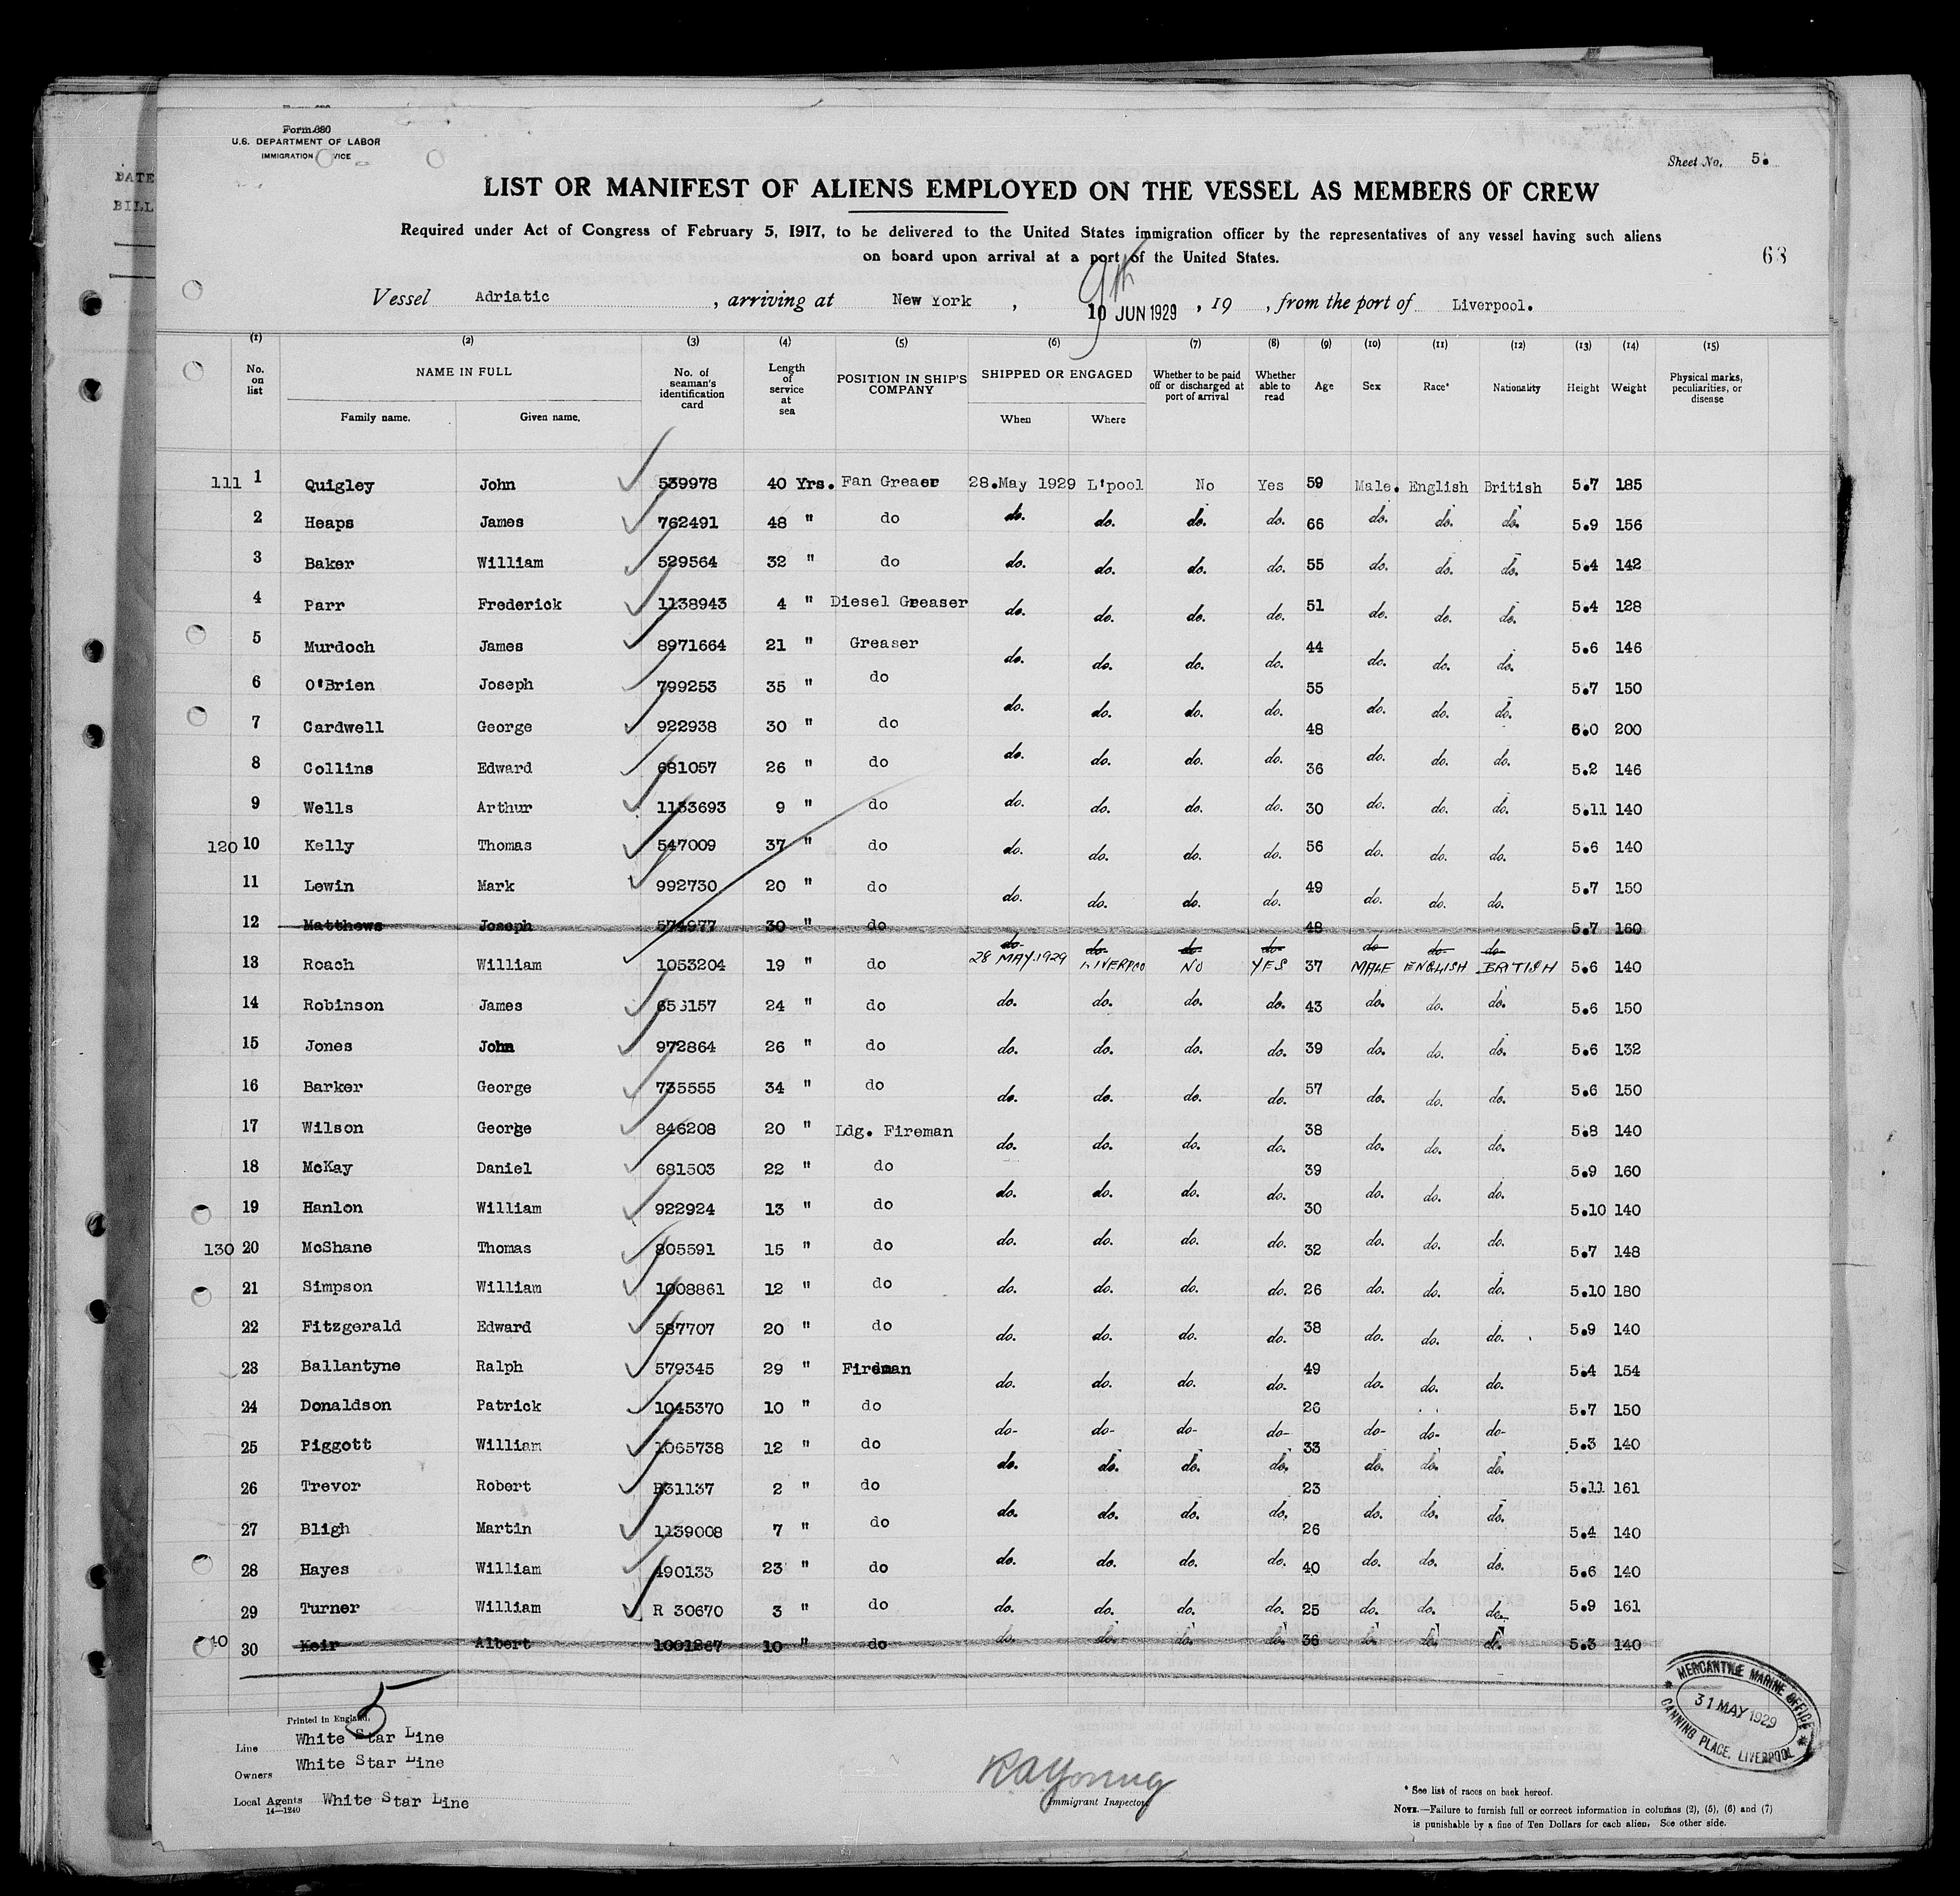 DATE
BILL
Form 680
U.S. DEPARTMENT OF LABOR
IMMIGRATION
Sheet No. 5.
LIST OR MANIFEST OF ALIENS EMPLOYED ON THE VESSEL AS MEMBERS OF CREW
Required under Act of Congress of February 5, 1917, to be delivered to the United States immigration officer by the representatives of any vessel having such aliens
on board upon arrival at a port of the United States.
63
9th
Vessel Adriatic, arriving at New York, 10 JUN 1929, 19 , from the port of Liverpool.
(1) (2) (3) (4) (5) (6) (7) (8) (9) (10) (11) (12) (13) (14) (15)
No. on list NAME IN FULL Family name. Given name. No. of seaman's identification card Length of service at sea POSITION IN SHIP'S COMPANY SHIPPED OR ENGAGED When Where Whether to be paid off or discharged at port of arrival Whether able to read Age Sex Race* Nationality Height Weight Physical marks, peculiarities, or disease
111 1 Quigley John 539978 40 Yrs. Fan Greaer 28.May 1929 L'pool No Yes 59 Male. English British 5.7 185
2 Heaps James 762491 48 " do do. do. do. do. 66 do. do. do. 5.9 156
3 Baker William 529564 32 " do do. do. do. do. 55 do. do. do. 5.4 142
4 Parr Frederick 1138943 4 " Diesel Greaser do. do. do. do. 51 do. do. do. 5.4 128
5 Murdoch James 8971664 21 " Greaser do. do. do. do. 44 do. do. do. 5.6 146
6 O'Brien Joseph 799253 35 " do do. do. do. do. 55 do. do. do. 5.7 150
7 Cardwell George 922938 30 " do 48 6.0 200
8 Collins Edward 681057 26 " do do. do. do. do. 36 do. do. do. 5.2 146
9 Wells Arthur 1133693 9 " do do. do. do. do. 30 do. do. do. 5.11 140
120 10 Kelly Thomas 547009 37 " do do. do. do. do. 56 do. do. do. 5.6 140
11 Lewin Mark 992730 20 " do do. do. do. do. 49 do. do. do. 5.7 150
12 Matthews Joseph 574977 30 " do do. do. do. do. 48 do. do. do. 5.7 160
13 Roach William 1053204 19 " do 28 MAY.1929 LIVERPOO NO YES 37 MALE ENGLISH BRITISH 5.6 140
14 Robinson James 656157 24 " do do. do. do. do. 43 do. do. do. 5.6 150
15 Jones John 972864 26 " do do. do. do. do. 39 do. do. do. 5.6 132
16 Barker George 735555 34 " do do. do. do. do. 57 do. do. do. 5.6 150
17 Wilson George 846208 20 " Ldg. Fireman do. do. do. do. 38 do. do. do. 5.8 140
18 McKay Daniel 681503 22 " do 39 5.9 160
19 Hanlon William 922924 13 " do do. do. do. do. 30 do. do. do. 5.10 140
130 20 McShane Thomas 805591 15 " do do. do. do. do. 32 do. do. do. 5.7 148
21 Simpson William 1008861 12 " do do. do. do. do. 26 do. do. do. 5.10 180
22 Fitzgerald Edward 587707 20 " do do. do. do. do. 38 do. do. do. 5.9 140
23 Ballantyne Ralph 579345 29 " Fireman do. do. do. do. 49 do. do. do. 5.4 154
24 Donaldson Patrick 1045370 10 " do do- do- do- do- 26 do- do- do- 5.7 150
25 Piggott William 1065738 12 " do do. do. do. do. 33 do. do. do. 5.3 140
26 Trevor Robert R31137 2 " do 23 5.11 161
27 Bligh Martin 1139008 7 " do do. do. do. do. 26 do. do. do. 5.4 140
28 Hayes William 490133 23 " do do. do. do. do. 40 do. do. do. 5.6 140
29 Turner William R 30670 3 " do do. do. do. do. 25 do. do. do. 5.9 161
40 30 Keir Albert 1001267 10 " do do. do. do. do. 36 do. do. do. 5.3 140
5
Printed in England.
Line White Star Line
Owners White Star Line
Local Agents White Star Line
14—1240
RAYoung
Immigrant Inspector
MERCANTILE MARINE OFFICE
31 MAY 1929
CANNING PLACE, LIVERPOOL
* See list of races on back hereof.
NOTE.—Failure to furnish full or correct information in columns (2), (5), (6) and (7)
is punishable by a fine of Ten Dollars for each alien. See other side.